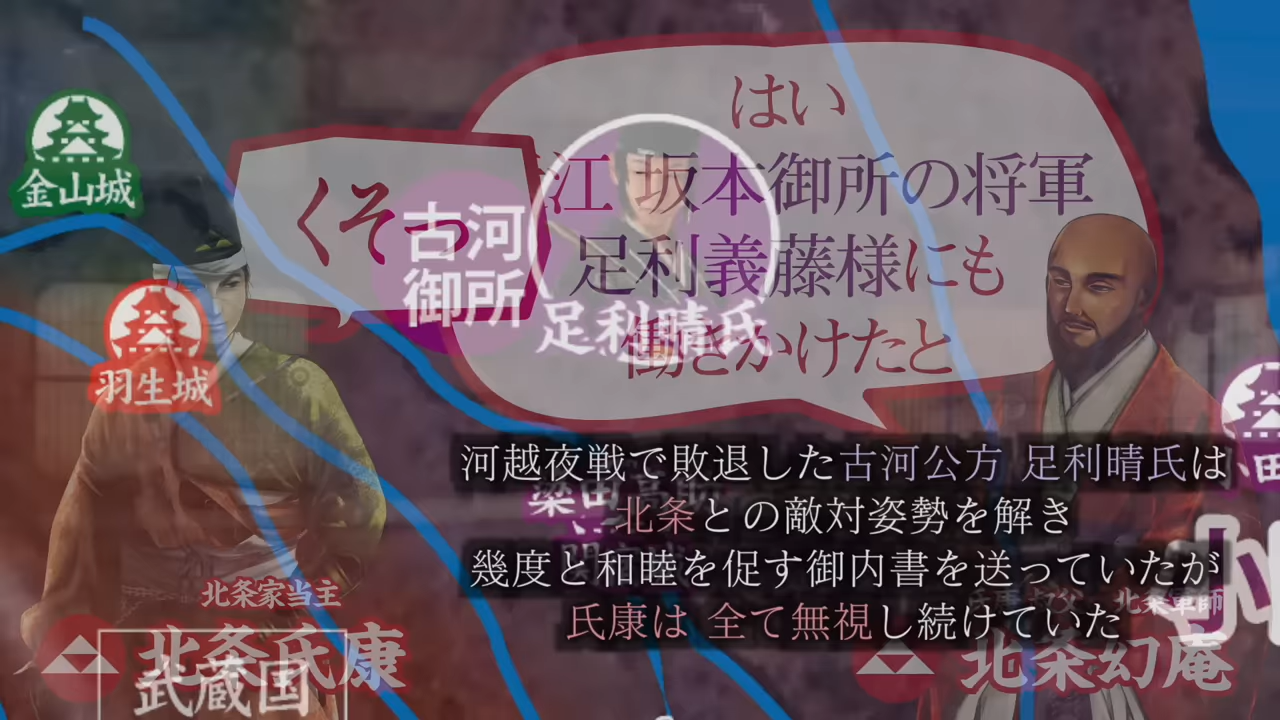 はい
江 坂本御所の将軍
足利義藤様にも
働きかけたと
くそっ
金山城
古河
御所
足利晴氏
羽生城
河越夜戦で敗退した古河公方 足利晴氏は
北条との敵対姿勢を解き
幾度と和睦を促す御内書を送っていたが
氏康は 全て無視し続けていた
北条家当主
北条氏康
武蔵国
北条軍師
北条幻庵